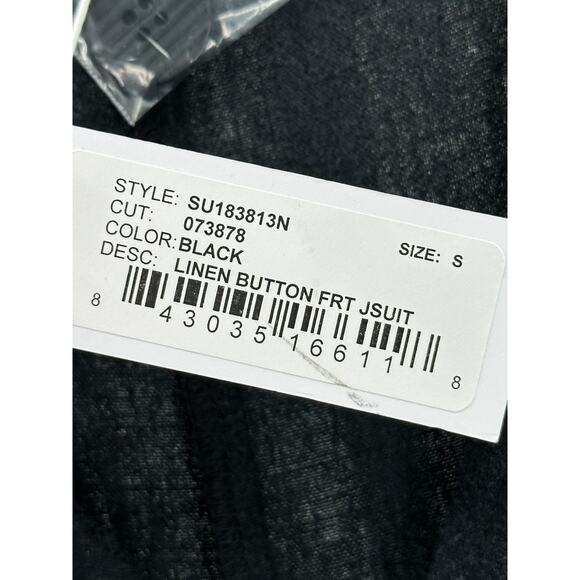 STYLE: SU183813N
CUT: 073878
COLOR: BLACK SIZE: S
DESC: LINEN BUTTON FRT JSUIT
8 43035 16611 8